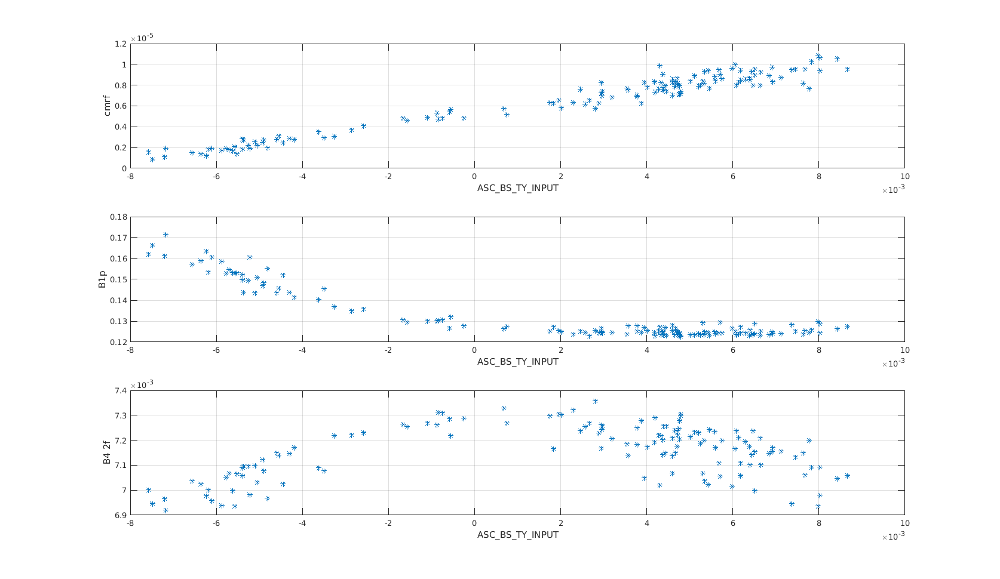 ×10-5
1.2
1
0.8
0.6
0.4
0.2
0
cmrf
-8 -6 -4 -2 0 2 4 6 8 10
ASC_BS_TY_INPUT
×10-3
0.18
0.17
0.16
0.15
0.14
0.13
0.12
B1p
-8 -6 -4 -2 0 2 4 6 8 10
ASC_BS_TY_INPUT
×10-3
×10-3
7.4
7.3
7.2
7.1
7
6.9
B4 2f
-8 -6 -4 -2 0 2 4 6 8 10
ASC_BS_TY_INPUT
×10-3